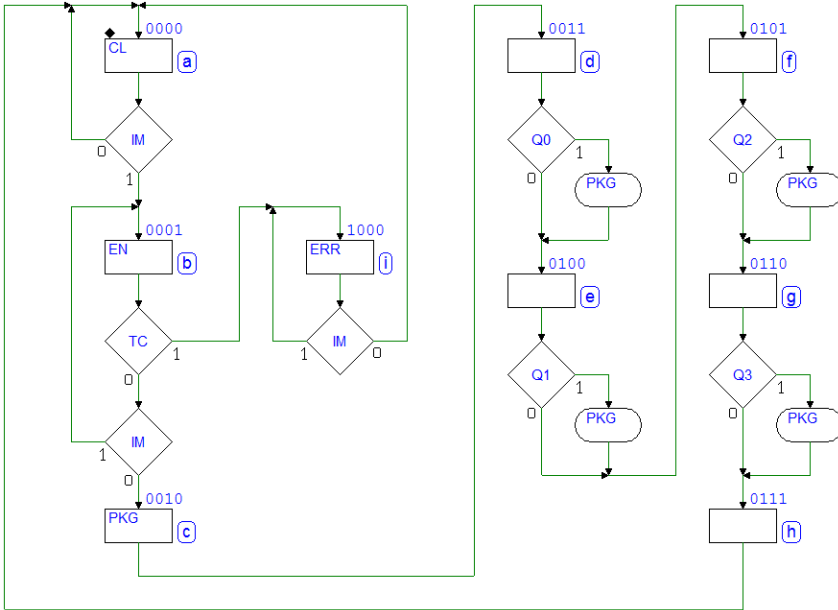 0000
CL
a
IM
0
1
0001
EN
b
TC
1
0
IM
1
0
0010
PKG
c
1000
ERR
i
IM
1
0
0011
d
Q0
1
0
PKG
0100
e
Q1
1
0
PKG
0101
f
Q2
1
0
PKG
0110
g
Q3
1
0
PKG
0111
h